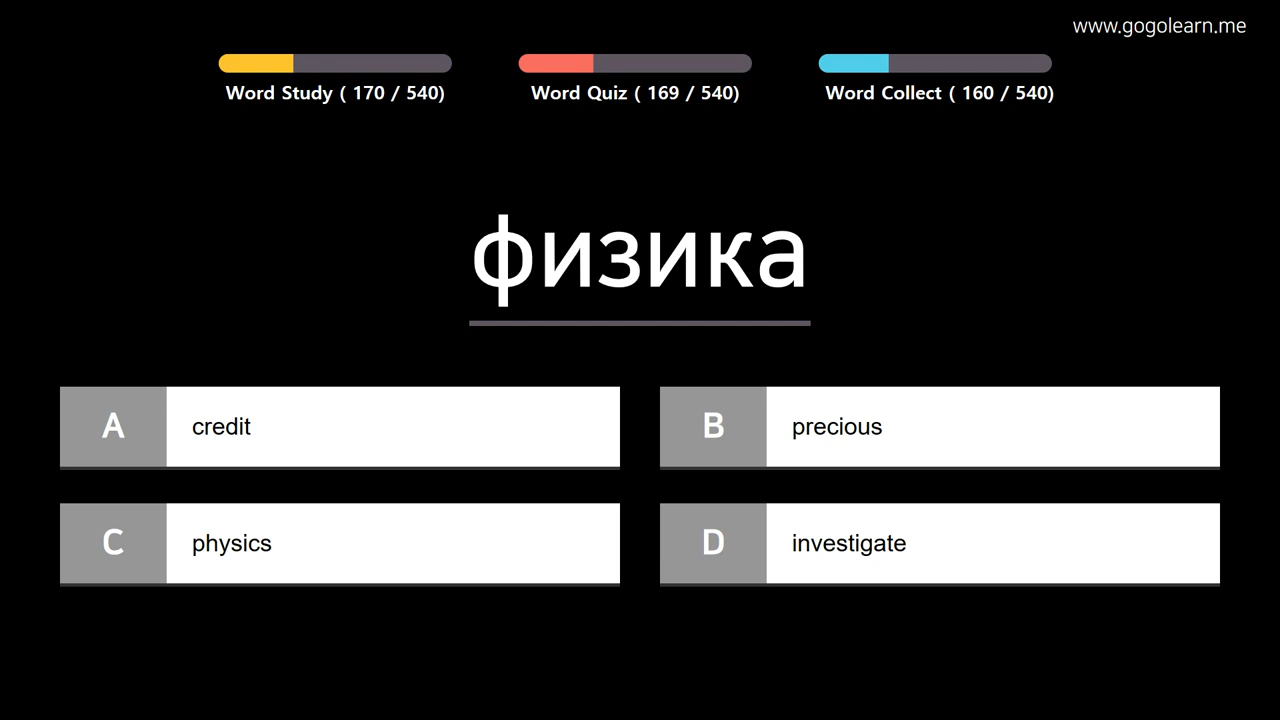 www.gogolearn.me
Word Study ( 170 / 540)
Word Quiz ( 169 / 540)
Word Collect ( 160 / 540)
физика
A credit
B precious
C physics
D investigate